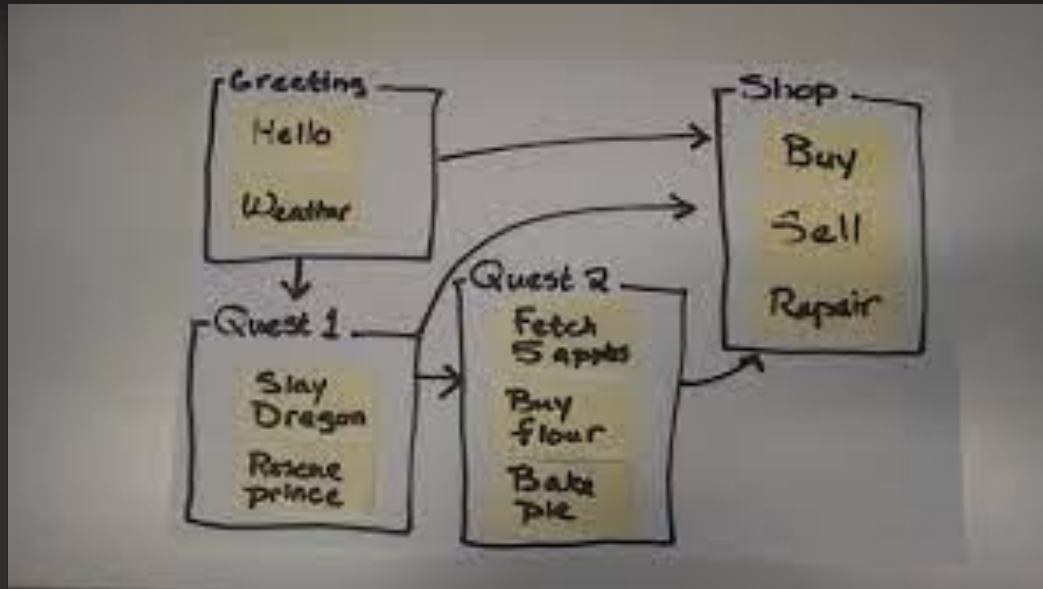 Greeting
Hello
Weather
Shop
Buy
Sell
Repair
Quest 1
Slay
Dragon
Rescue
prince
Quest 2
Fetch
5 apples
Buy
flour
Bake
pie